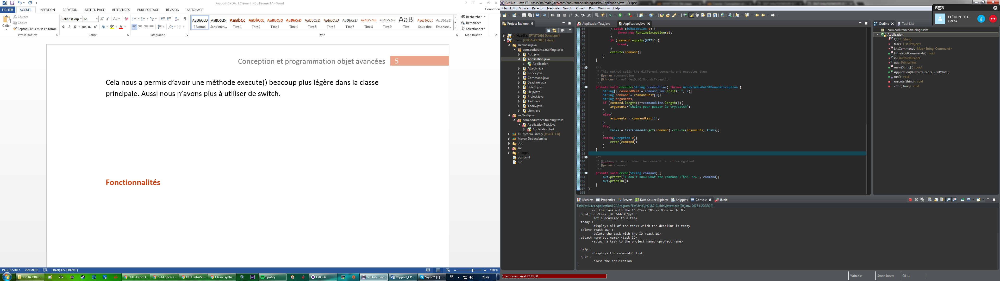 Rapport_CPOA_ LClement_RGuillaume_1A - Word
Connexion
FICHIER ACCUEIL INSERTION CRÉATION MISE EN PAGE RÉFÉRENCES PUBLIPOSTAGE RÉVISION AFFICHAGE
Coller
Couper
Copier
Reproduire la mise en forme
Presse-papiers
Calibri (Corp 12
Police
Paragraphe
AaBbCcD AaBbCcDc AaBbCc AaBbCcE AaBbCcD AaBbCcD AaBbCcD AaBbCcD AaBbCcD AaBbCcDdI AaBbCcDdI AaB AaBbCcI AaBbCcD
¶ Normal Sans interl... Titre 1 Titre 2 Titre 3 Titre 4 Titre 5 Titre 6 Titre 7 Titre 8 Titre 9 Titre Sous-titre Emphase...
Style
Rechercher
Remplacer
Sélectionner
Modification
Conception et programmation objet avancées 5
Cela nous a permis d’avoir une méthode execute() beacoup plus légère dans la classe
principale. Aussi nous n’avons plus à utiliser de switch.
Fonctionnalités
PAGE 6 SUR 7 259 MOTS FRANÇAIS (FRANCE)
190 %
GitHub - Java EE - tasks/src/main/java/com/codurance/training/tasks/Application.java - Eclipse
File Edit Source Refactor Navigate Search Project Run Window Help
Project Explorer
> JHearISay [PTUT2016 Developer]
> tasks [CPOA-PROJECT devs]
src/main/java
com.codurance.training.tasks
Add.java
Application.java
Application
Attach.java
Check.java
Command.java
Deadline.java
Delete.java
Help.java
Project.java
Task.java
Today.java
view.java
src/test/java
com.codurance.training.tasks
ApplicationTest.java
ApplicationTest
JRE System Library [JavaSE-1.8]
Maven Dependencies
doc
src
> target
pom.xml
run
ApplicationTest.java Application.java
66 } catch (IOException e) {
67 throw new RuntimeException(e);
68 }
69 if (command.equals(QUIT)) {
70 break;
71 }
72 execute(command);
73 }
74 }
75
76 /**
77 * This method calls the different commands and executes them
78 * @param commandLine
79 * @throws ArrayIndexOutOfBoundsException
80 */
81 private void execute(String commandLine) throws ArrayIndexOutOfBoundsException {
82 String[] commandRest = commandLine.split(" ", 2);
83 String command = commandRest[0];
84 String arguments;
85 if (command.length()==commandLine.length()){
86 arguments="chaine pour passer le try/catch";
87 }
88 else{
89 arguments = commandRest[1];
90 }
91 try{
92 tasks = ListCommands.get(command).execute(arguments, tasks);
93 }
94 catch(Exception e){
95 error(command);
96 }
97 }
98
99 /**
100 * Dislays an error when the command is not recognized
101 * @param command
102 */
103 private void error(String command) {
104 out.printf("I don't know what the command \"%s\" is.", command);
105 out.println();
106 }
107 }
108
Outline Task List
com.codurance.training.tasks
Application
QUIT : String
tasks : List<Project>
ListCommands : Map<String, Command>
InitiateListCommands() : void
in : BufferedReader
out : PrintWriter
main(String[]) : void
Application(BufferedReader, PrintWriter)
run() : void
execute(String) : void
error(String) : void
skype
CLÉMENT LO...
1:26:57
Markers Properties Servers Data Source Explorer Snippets Console JUnit
TaskList [Java Application] C:\Program Files\Java\jre1.8.0_91\bin\javaw.exe (20 janv. 2017 à 20:33:12)
set the task with the ID <Task ID> as Done or To Do
deadline <task ID> <dd/MM/yy> :
-set a deadline to a task
today :
-displays all of the tasks which the deadline is today
delete <task ID> :
-delete the task with the ID <task ID>
attach <project name> <task ID> :
-attach a task to the project named <project name>
help :
-displays the commands' list
quit :
-close the application
>
1 test cases ran at 20:41:00
Writable Smart Insert 98 : 1
CPOA-PROJ... DUT-Info/S3... outil open-s... DUT-Info/S3... Classe synta... Spotify GitHub GitHub - Jav... Rapport_CP... Skype™ [1] -... FR 20:42